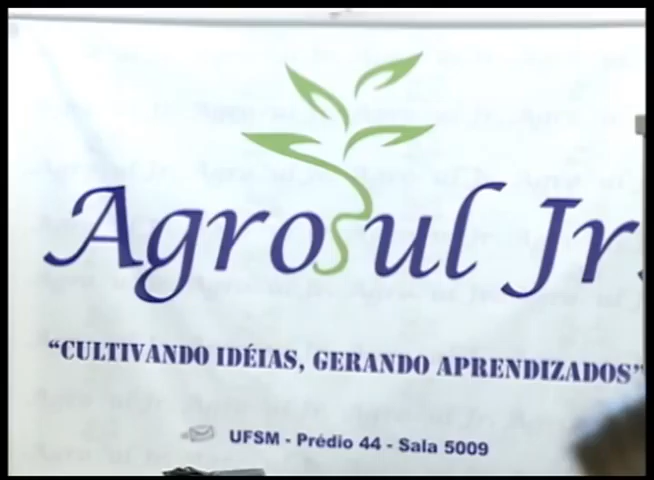 Agrosul Jr.
“CULTIVANDO IDÉIAS, GERANDO APRENDIZADOS”
UFSM - Prédio 44 - Sala 5009